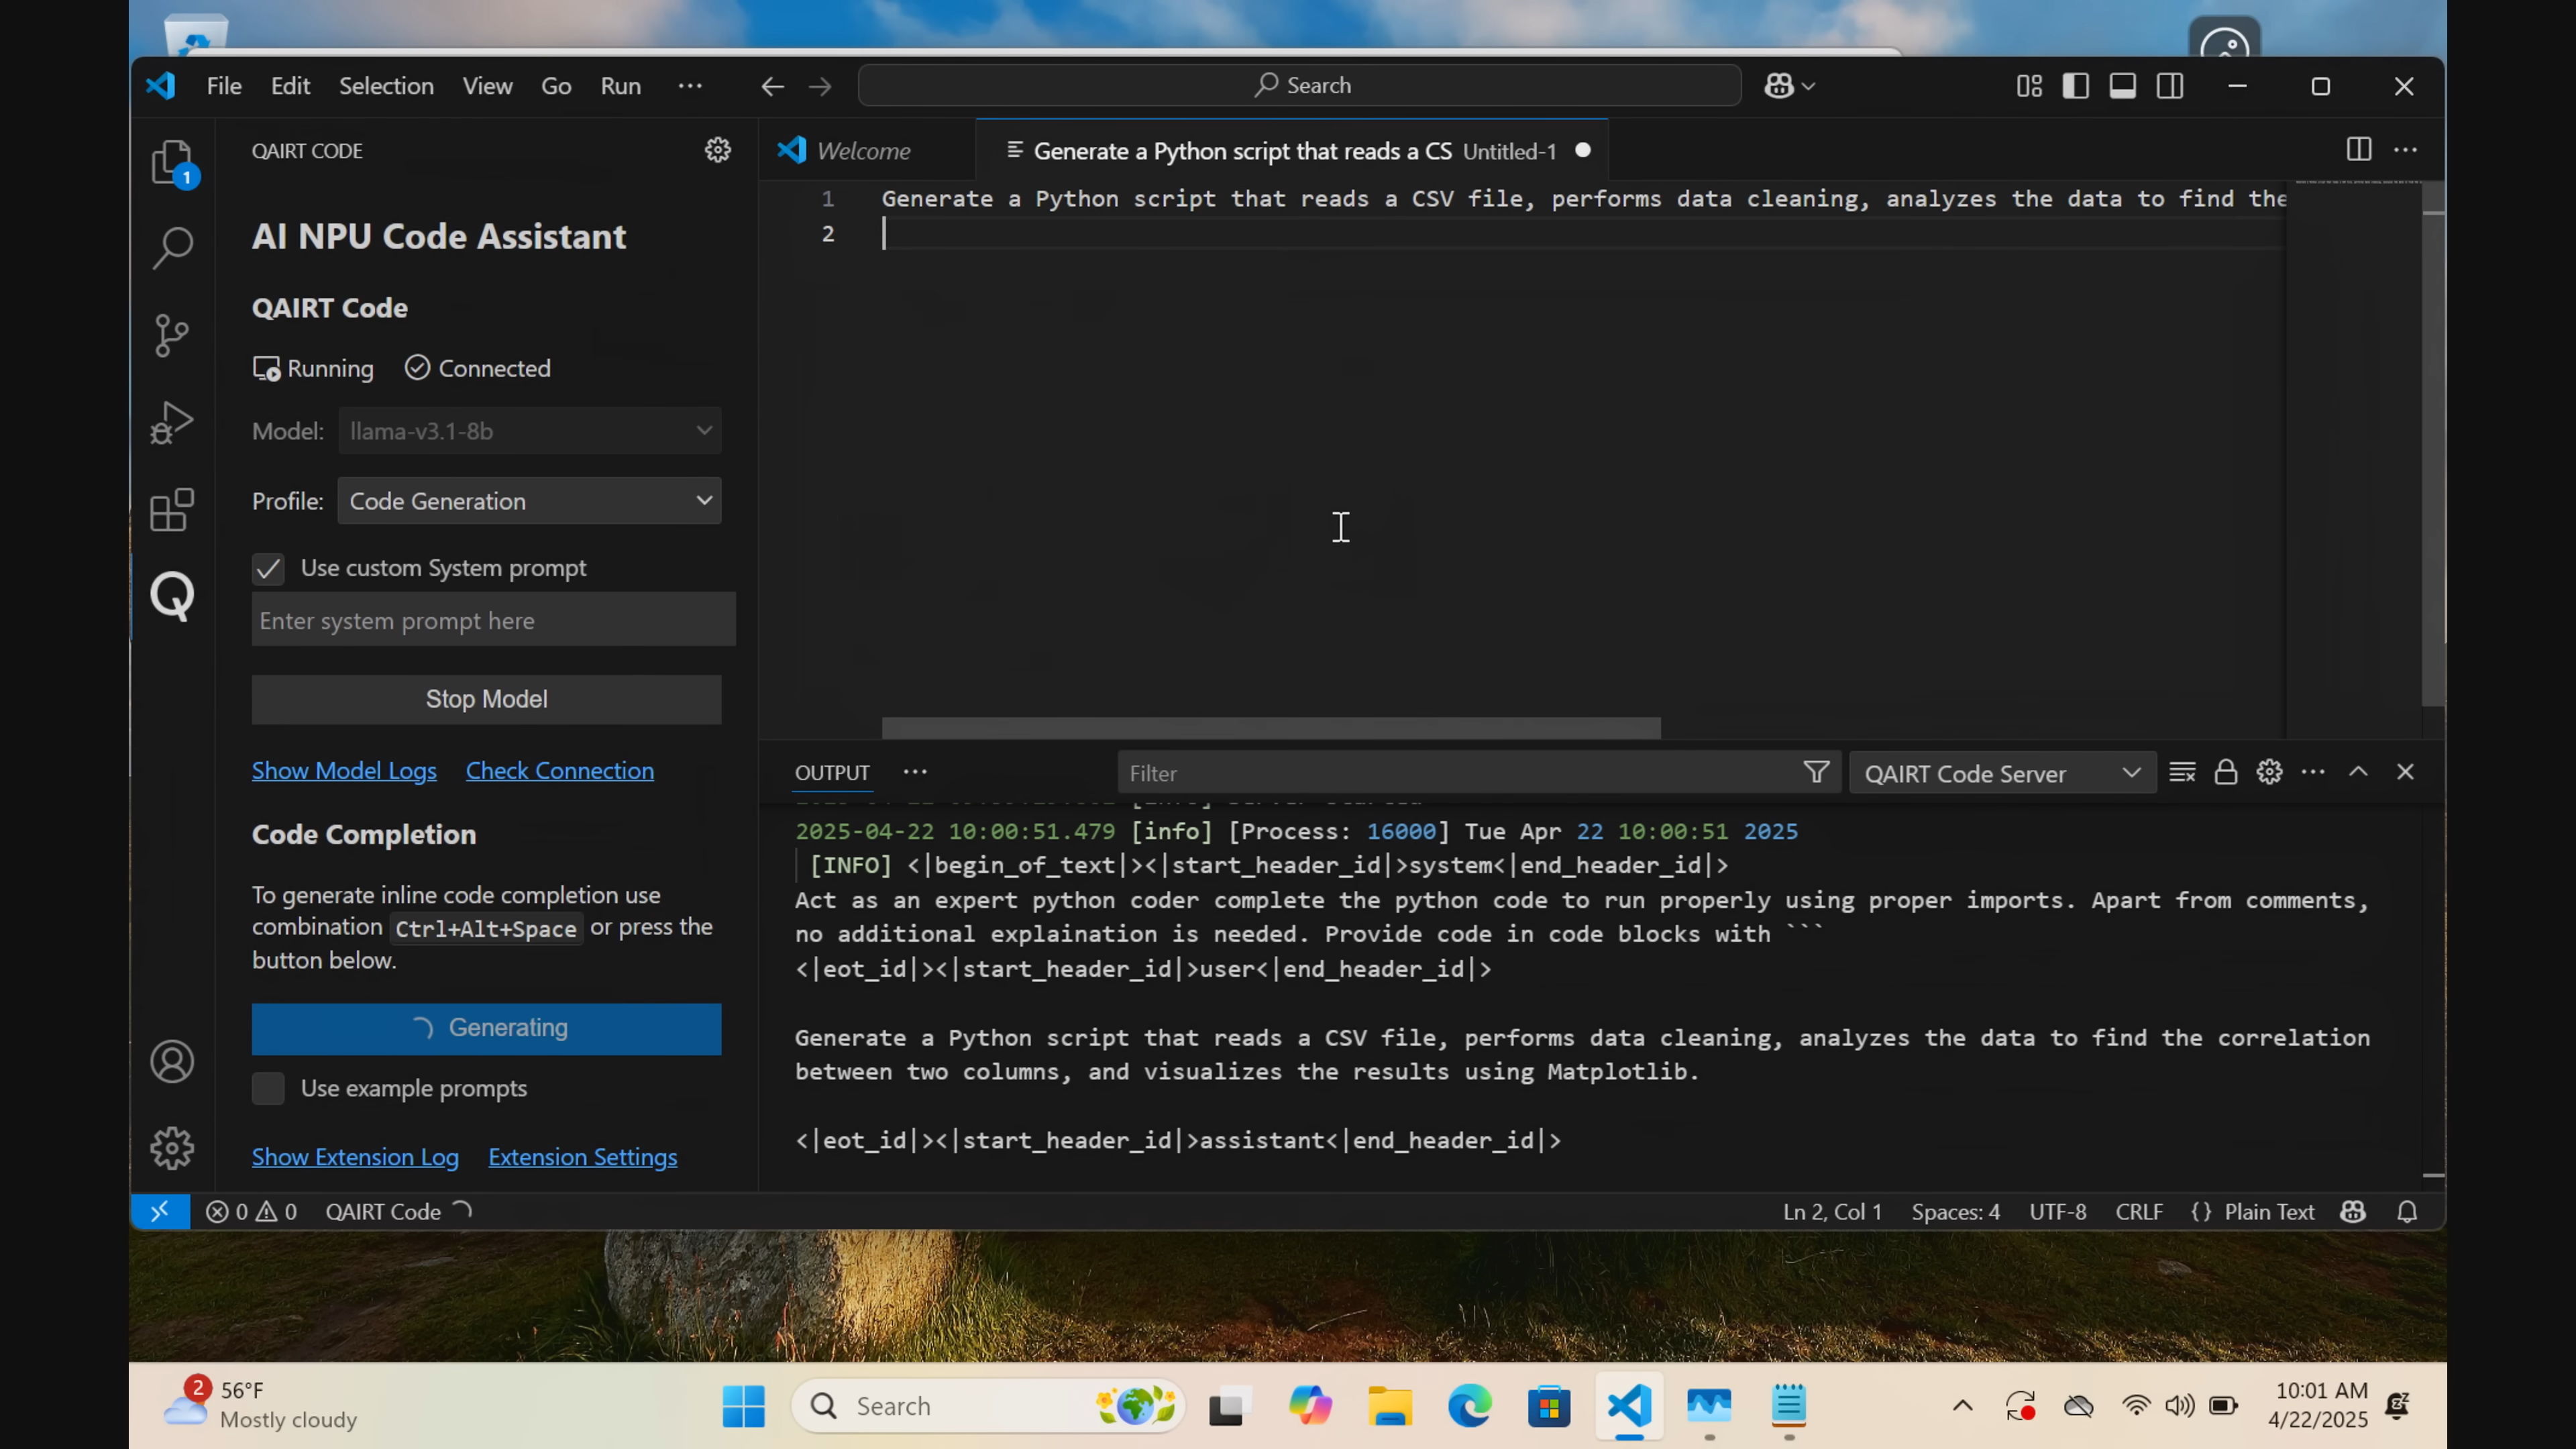 File Edit Selection View Go Run ··· Search
QAIRT CODE
Welcome Generate a Python script that reads a CS Untitled-1
1
AI NPU Code Assistant
QAIRT Code
Running Connected
Model: llama-v3.1-8b
Profile: Code Generation
Use custom System prompt
Enter system prompt here
Stop Model
Show Model Logs Check Connection
Code Completion
To generate inline code completion use
combination Ctrl+Alt+Space or press the
button below.
Generating
Use example prompts
Show Extension Log Extension Settings
1 Generate a Python script that reads a CSV file, performs data cleaning, analyzes the data to find the
2
OUTPUT ··· Filter QAIRT Code Server
2025-04-22 10:00:51.479 [info] [Process: 16000] Tue Apr 22 10:00:51 2025
[INFO] <|begin_of_text|><|start_header_id|>system<|end_header_id|>
Act as an expert python coder complete the python code to run properly using proper imports. Apart from comments,
no additional explaination is needed. Provide code in code blocks with ```
<|eot_id|><|start_header_id|>user<|end_header_id|>
Generate a Python script that reads a CSV file, performs data cleaning, analyzes the data to find the correlation
between two columns, and visualizes the results using Matplotlib.
<|eot_id|><|start_header_id|>assistant<|end_header_id|>
0 0 QAIRT Code Ln 2, Col 1 Spaces: 4 UTF-8 CRLF {} Plain Text
2 56°F
Mostly cloudy
Search
10:01 AM
4/22/2025